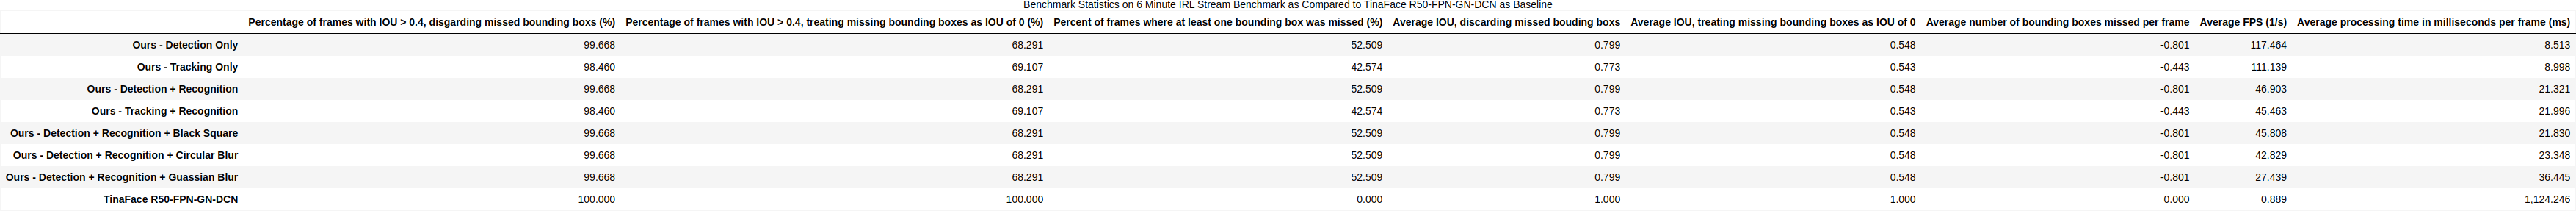 Benchmark Statistics on 6 Minute IRL Stream Benchmark as Compared to TinaFace R50-FPN-GN-DCN as Baseline
Percentage of frames with IOU > 0.4, disgarding missed bounding boxs (%) Percentage of frames with IOU > 0.4, treating missing bounding boxes as IOU of 0 (%) Percent of frames where at least one bounding box was missed (%) Average IOU, discarding missed bouding boxs Average IOU, treating missing bounding boxes as IOU of 0 Average number of bounding boxes missed per frame Average FPS (1/s) Average processing time in milliseconds per frame (ms)
Ours - Detection Only 99.668 68.291 52.509 0.799 0.548 -0.801 117.464 8.513
Ours - Tracking Only 98.460 69.107 42.574 0.773 0.543 -0.443 111.139 8.998
Ours - Detection + Recognition 99.668 68.291 52.509 0.799 0.548 -0.801 46.903 21.321
Ours - Tracking + Recognition 98.460 69.107 42.574 0.773 0.543 -0.443 45.463 21.996
Ours - Detection + Recognition + Black Square 99.668 68.291 52.509 0.799 0.548 -0.801 45.808 21.830
Ours - Detection + Recognition + Circular Blur 99.668 68.291 52.509 0.799 0.548 -0.801 42.829 23.348
Ours - Detection + Recognition + Guassian Blur 99.668 68.291 52.509 0.799 0.548 -0.801 27.439 36.445
TinaFace R50-FPN-GN-DCN 100.000 100.000 0.000 1.000 1.000 0.000 0.889 1,124.246